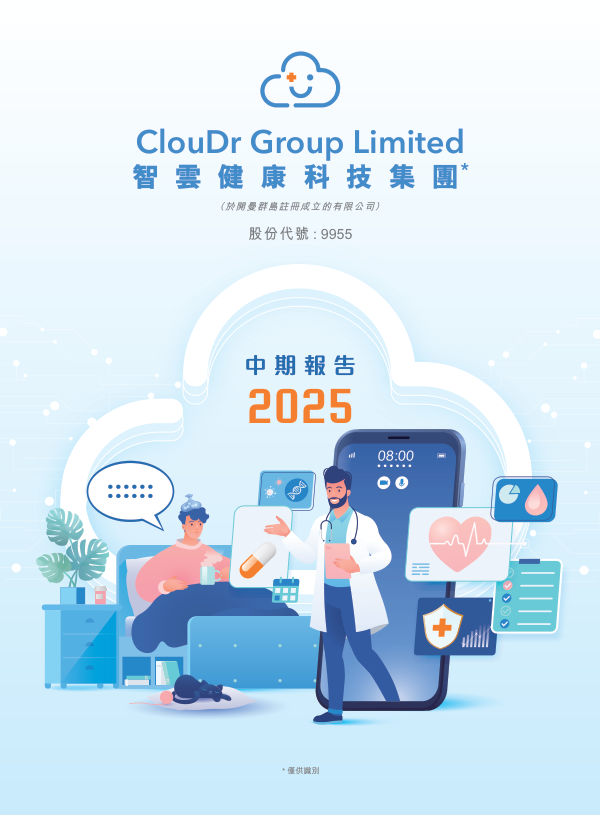 ClouDr Group Limited
智雲健康科技集團*
(於開曼群島註冊成立的有限公司)
股份代號 : 9955
中期報告
2025
08:00
* 僅供識別